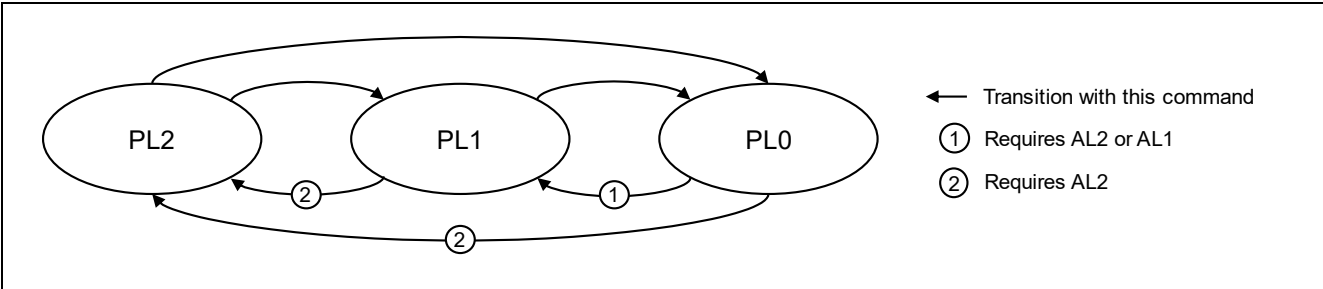 PL2
PL1
PL0
Transition with this command
1 Requires AL2 or AL1
2 Requires AL2
2
1
2